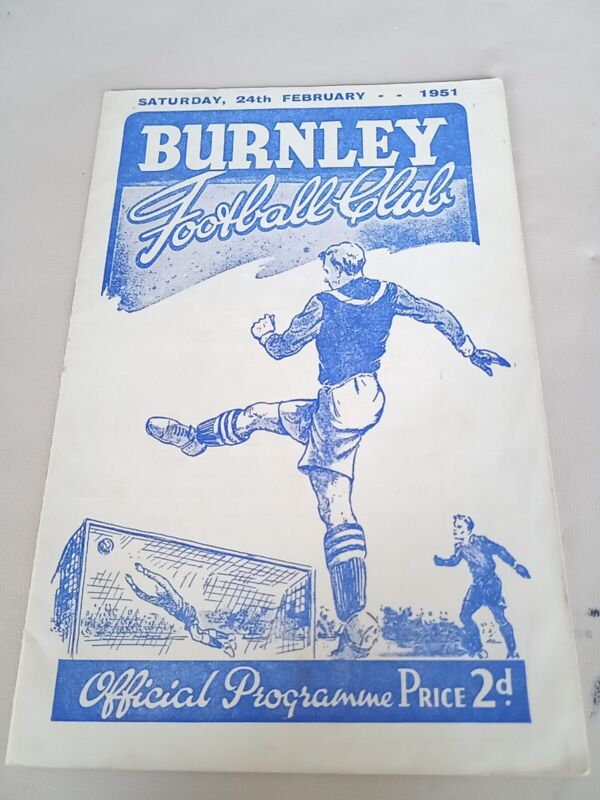 SATURDAY, 24th FEBRUARY - - 1951
BURNLEY
Football Club
Official Programme PRICE 2d.